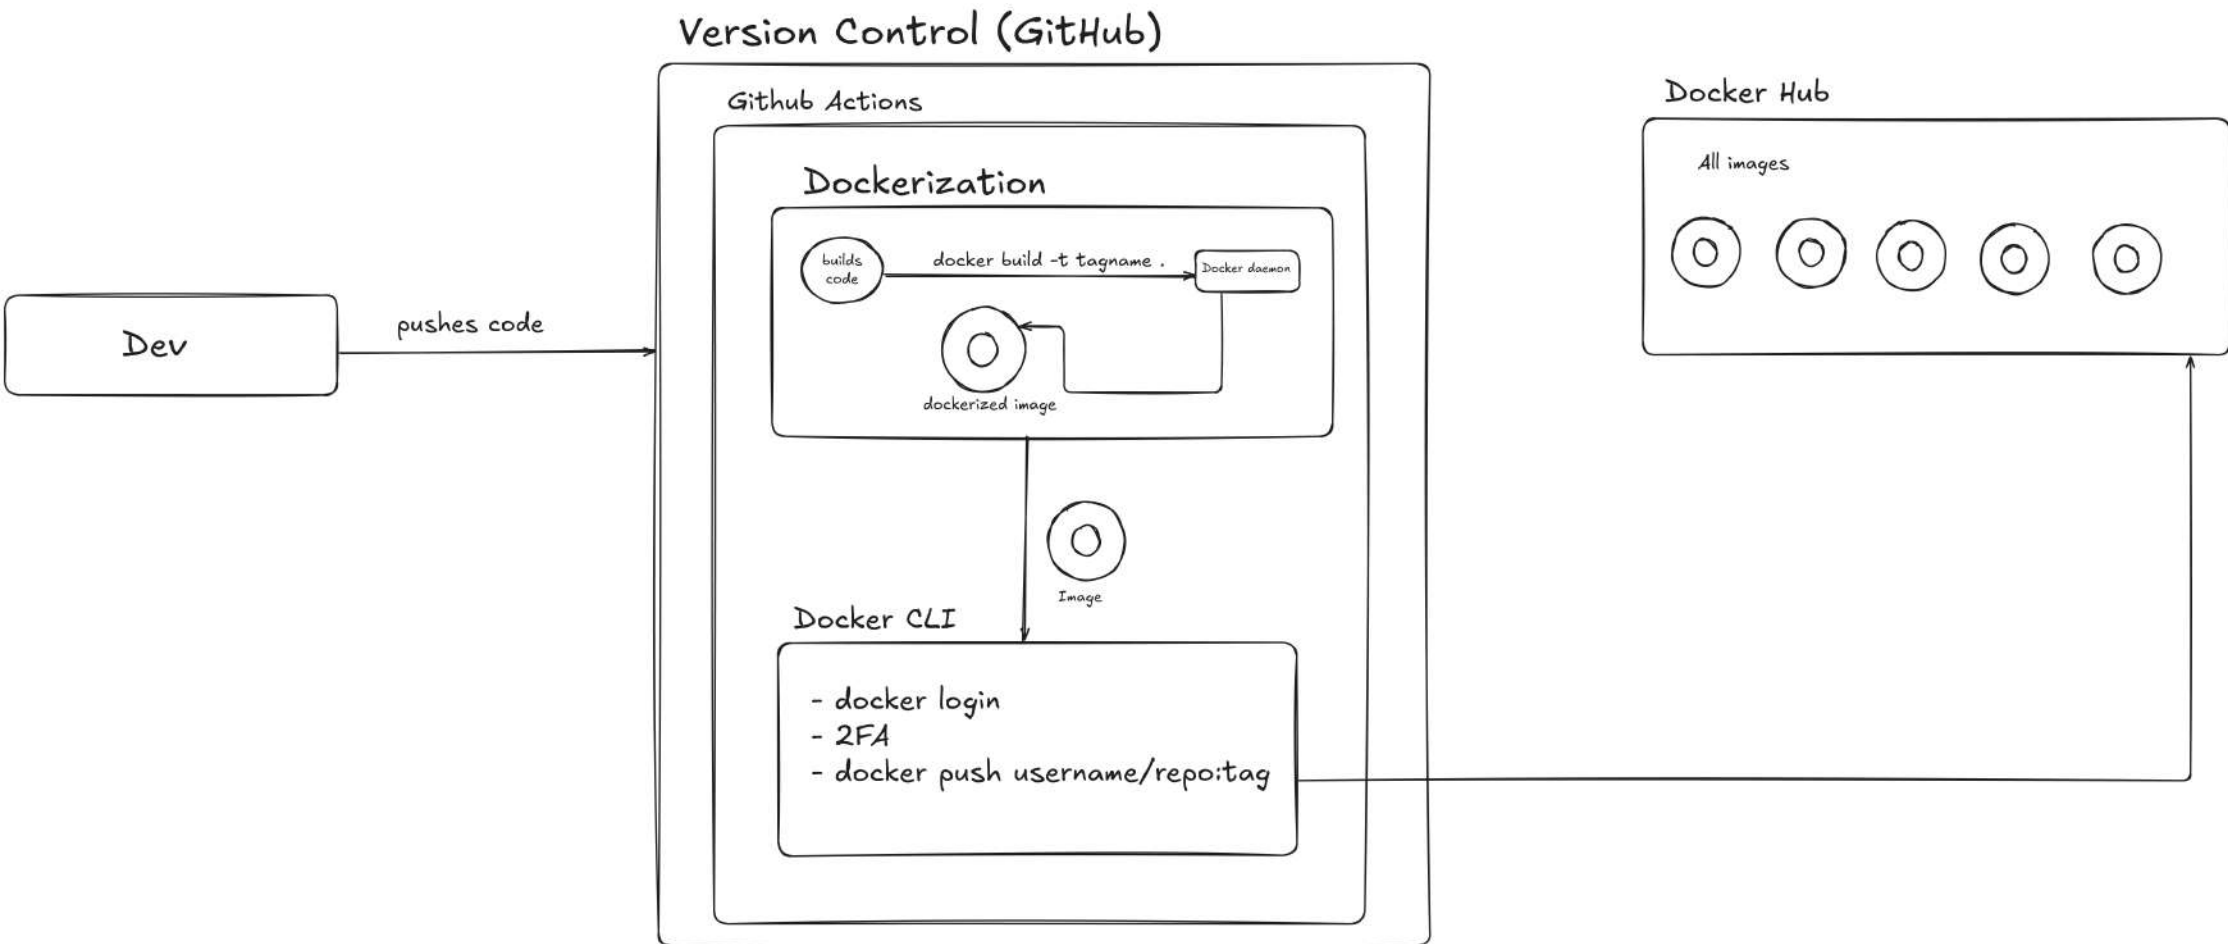 Version Control (GitHub)
Github Actions
Docker Hub
All images
Dockerization
builds
code
docker build -t tagname .
Docker daemon
dockerized image
Dev
pushes code
Image
Docker CLI
- docker login
- 2FA
- docker push username/repo:tag